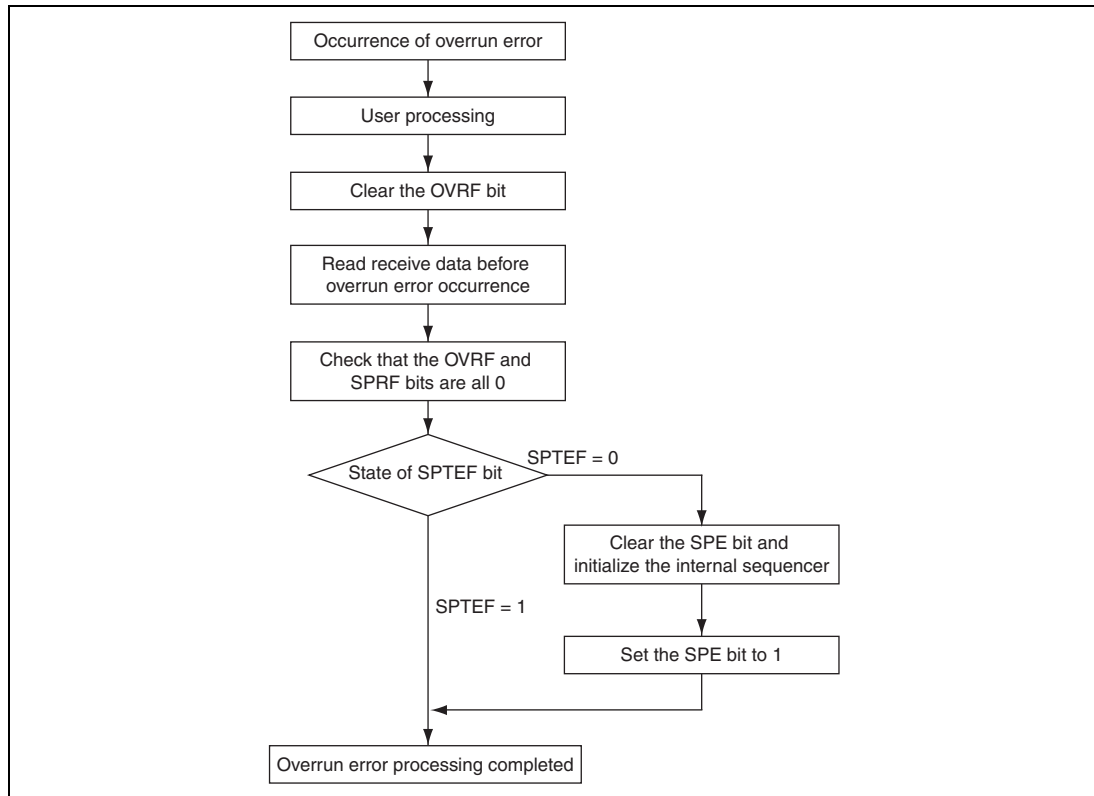 Occurrence of overrun error
User processing
Clear the OVRF bit
Read receive data before
overrun error occurrence
Check that the OVRF and
SPRF bits are all 0
State of SPTEF bit
SPTEF = 0
Clear the SPE bit and
initialize the internal sequencer
SPTEF = 1
Set the SPE bit to 1
Overrun error processing completed